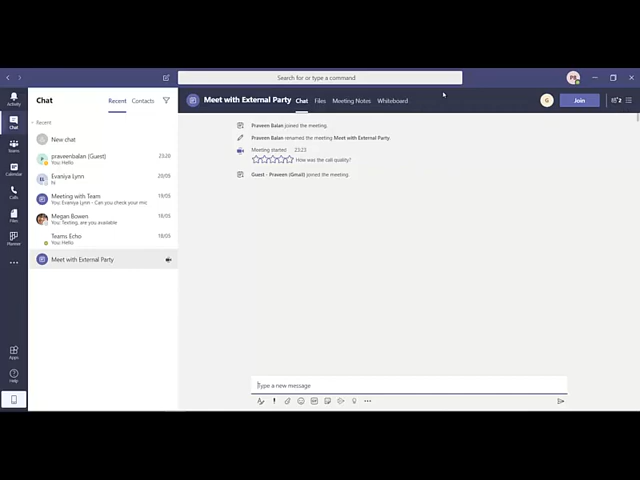 Search for or type a command
PB
Activity
Chat
Teams
Calendar
Calls
Files
Planner
Apps
Help
Chat
Recent
Contacts
Recent
New chat
praveenbalan (Guest)
23:20
You: Hello
Evaniya Lynn
20/05
hi
Meeting with Team
19/05
You: Evaniya Lynn - Can you check your mic
Megan Bowen
18/05
You: Texting, are you available
Teams Echo
18/05
You: Hello
Meet with External Party
Meet with External Party
Chat
Files
Meeting Notes
Whiteboard
G
Join
2
Praveen Balan joined the meeting.
Praveen Balan renamed the meeting Meet with External Party.
Meeting started 23:23
How was the call quality?
Guest - Praveen (Gmail) joined the meeting.
Type a new message